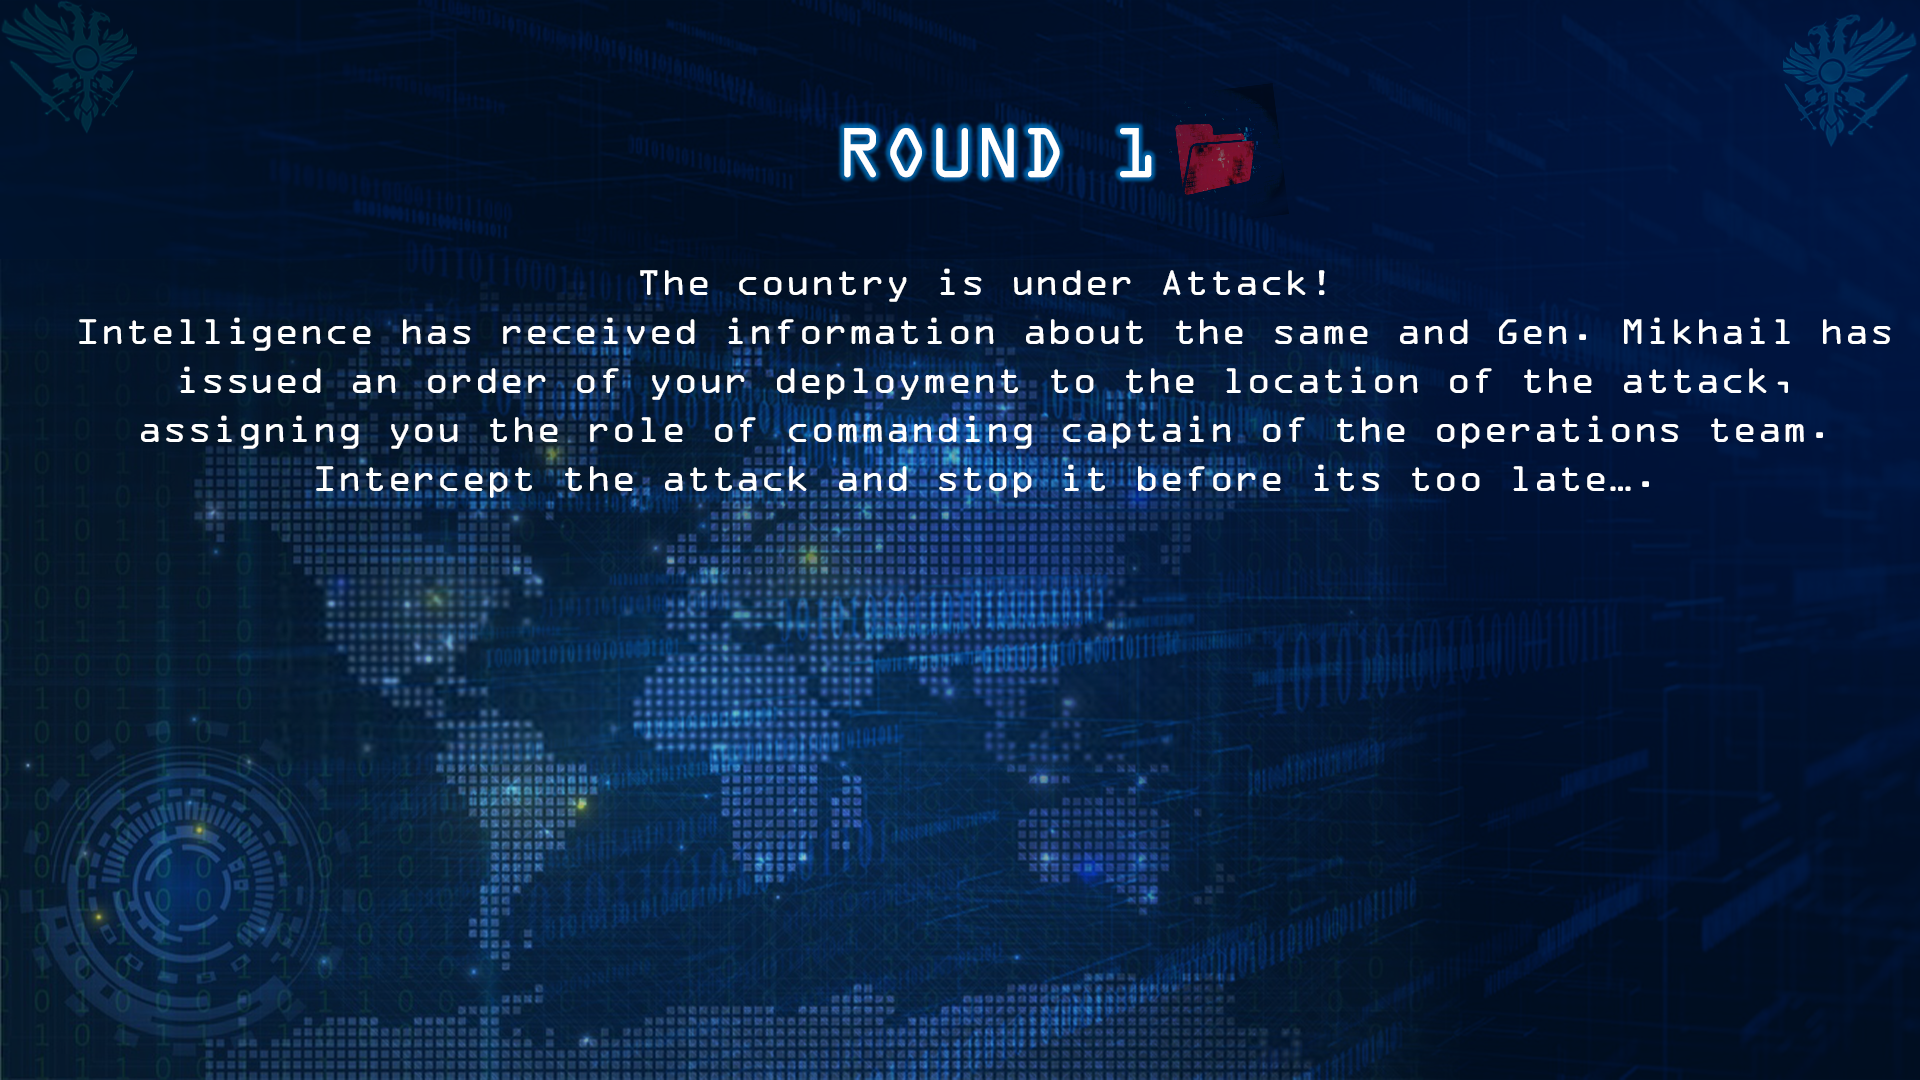 ROUND 1
The country is under Attack!
Intelligence has received information about the same and Gen. Mikhail has
issued an order of your deployment to the location of the attack,
assigning you the role of commanding captain of the operations team.
Intercept the attack and stop it before its too late….